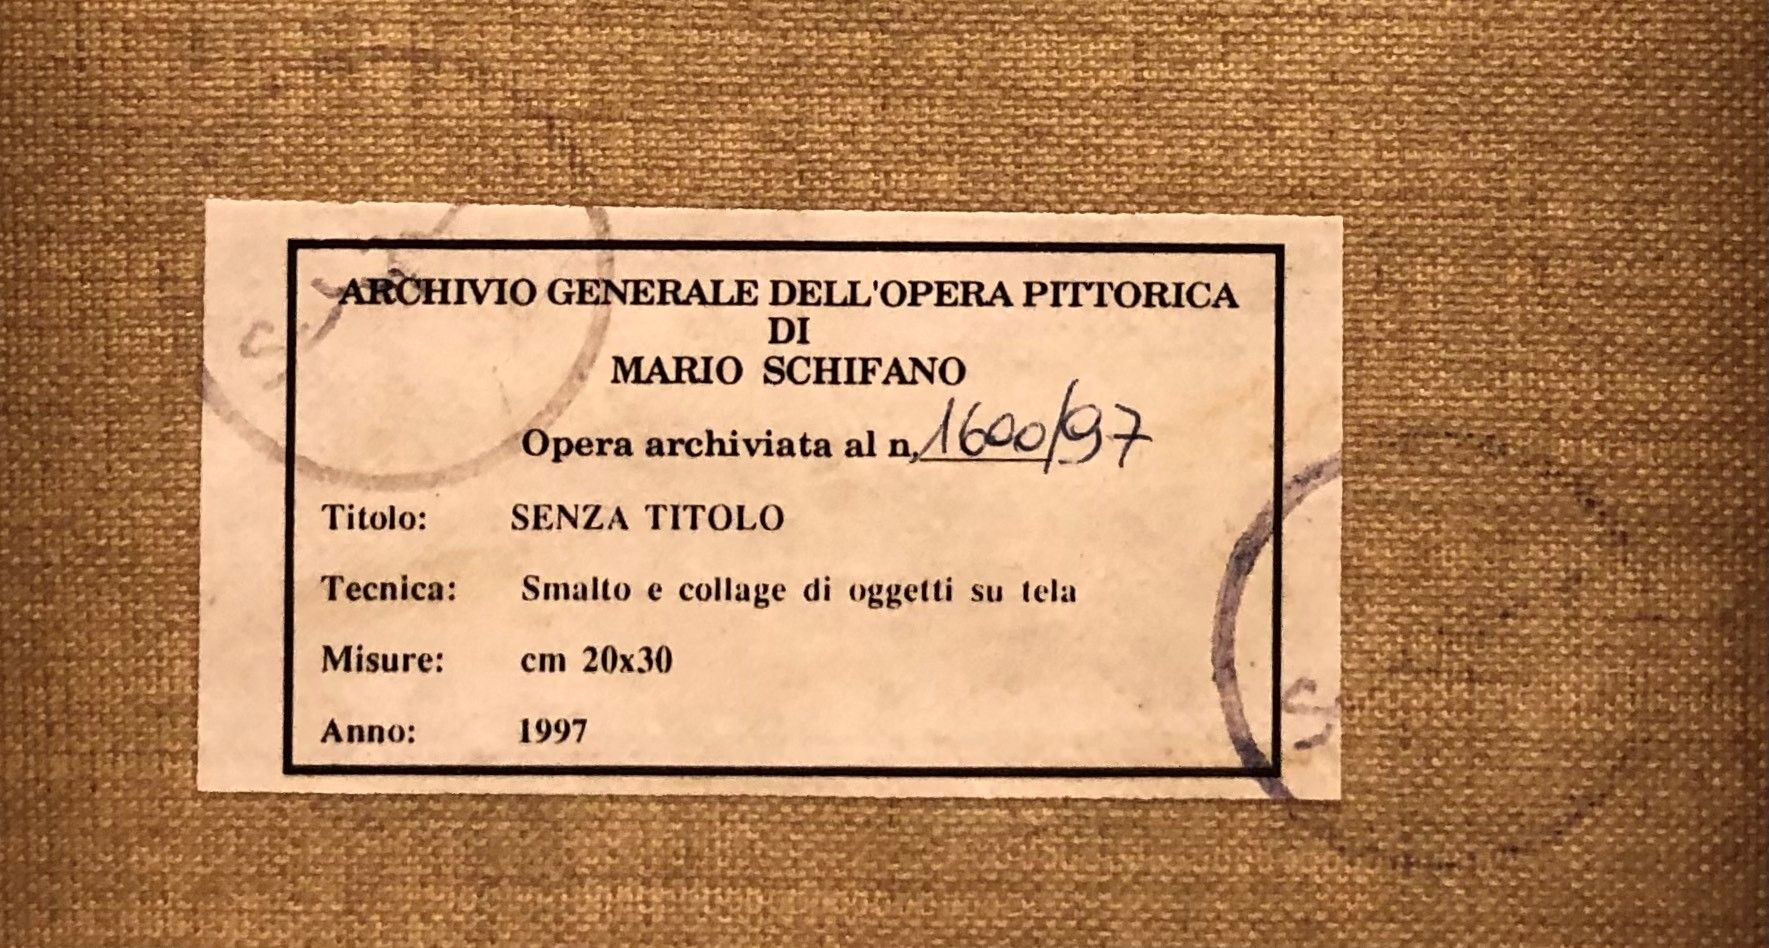 ARCHIVIO GENERALE DELL'OPERA PITTORICA
DI
MARIO SCHIFANO
Opera archiviata al n. 1600/97
Titolo: SENZA TITOLO
Tecnica: Smalto e collage di oggetti su tela
Misure: cm 20x30
Anno: 1997